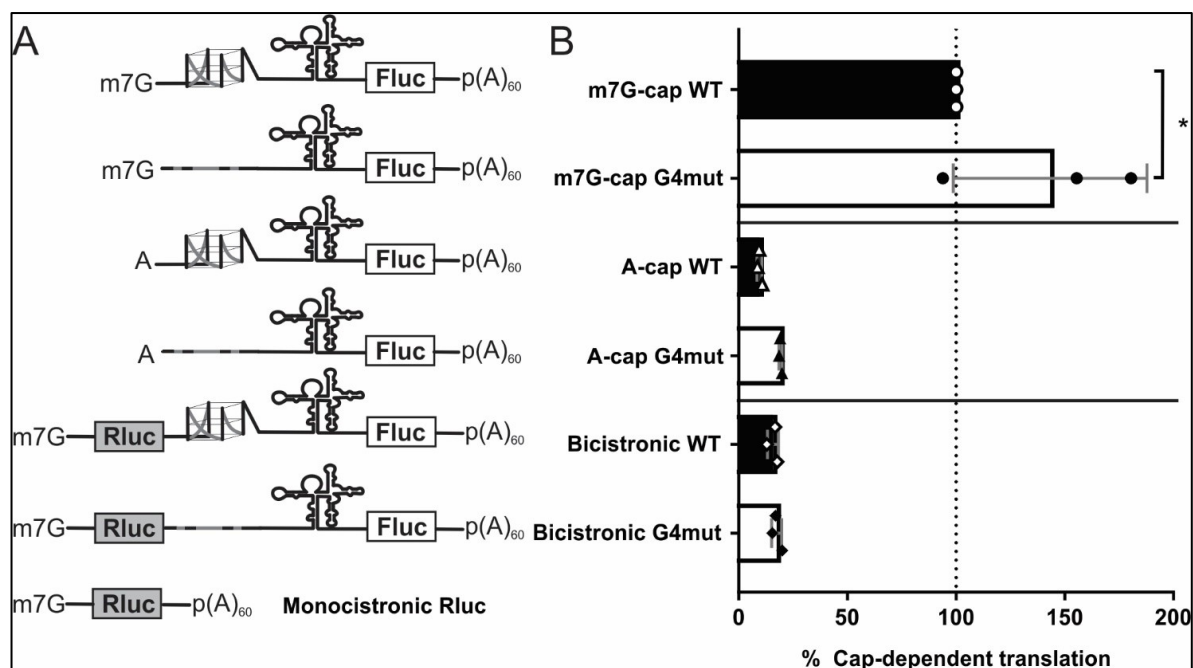 A
m7G Fluc p(A)60
m7G Fluc p(A)60
A Fluc p(A)60
A Fluc p(A)60
m7G Rluc Fluc p(A)60
m7G Rluc Fluc p(A)60
m7G Rluc p(A)60 Monocistronic Rluc
B
m7G-cap WT
*
m7G-cap G4mut
A-cap WT
A-cap G4mut
Bicistronic WT
Bicistronic G4mut
0 50 100 150 200
% Cap-dependent translation